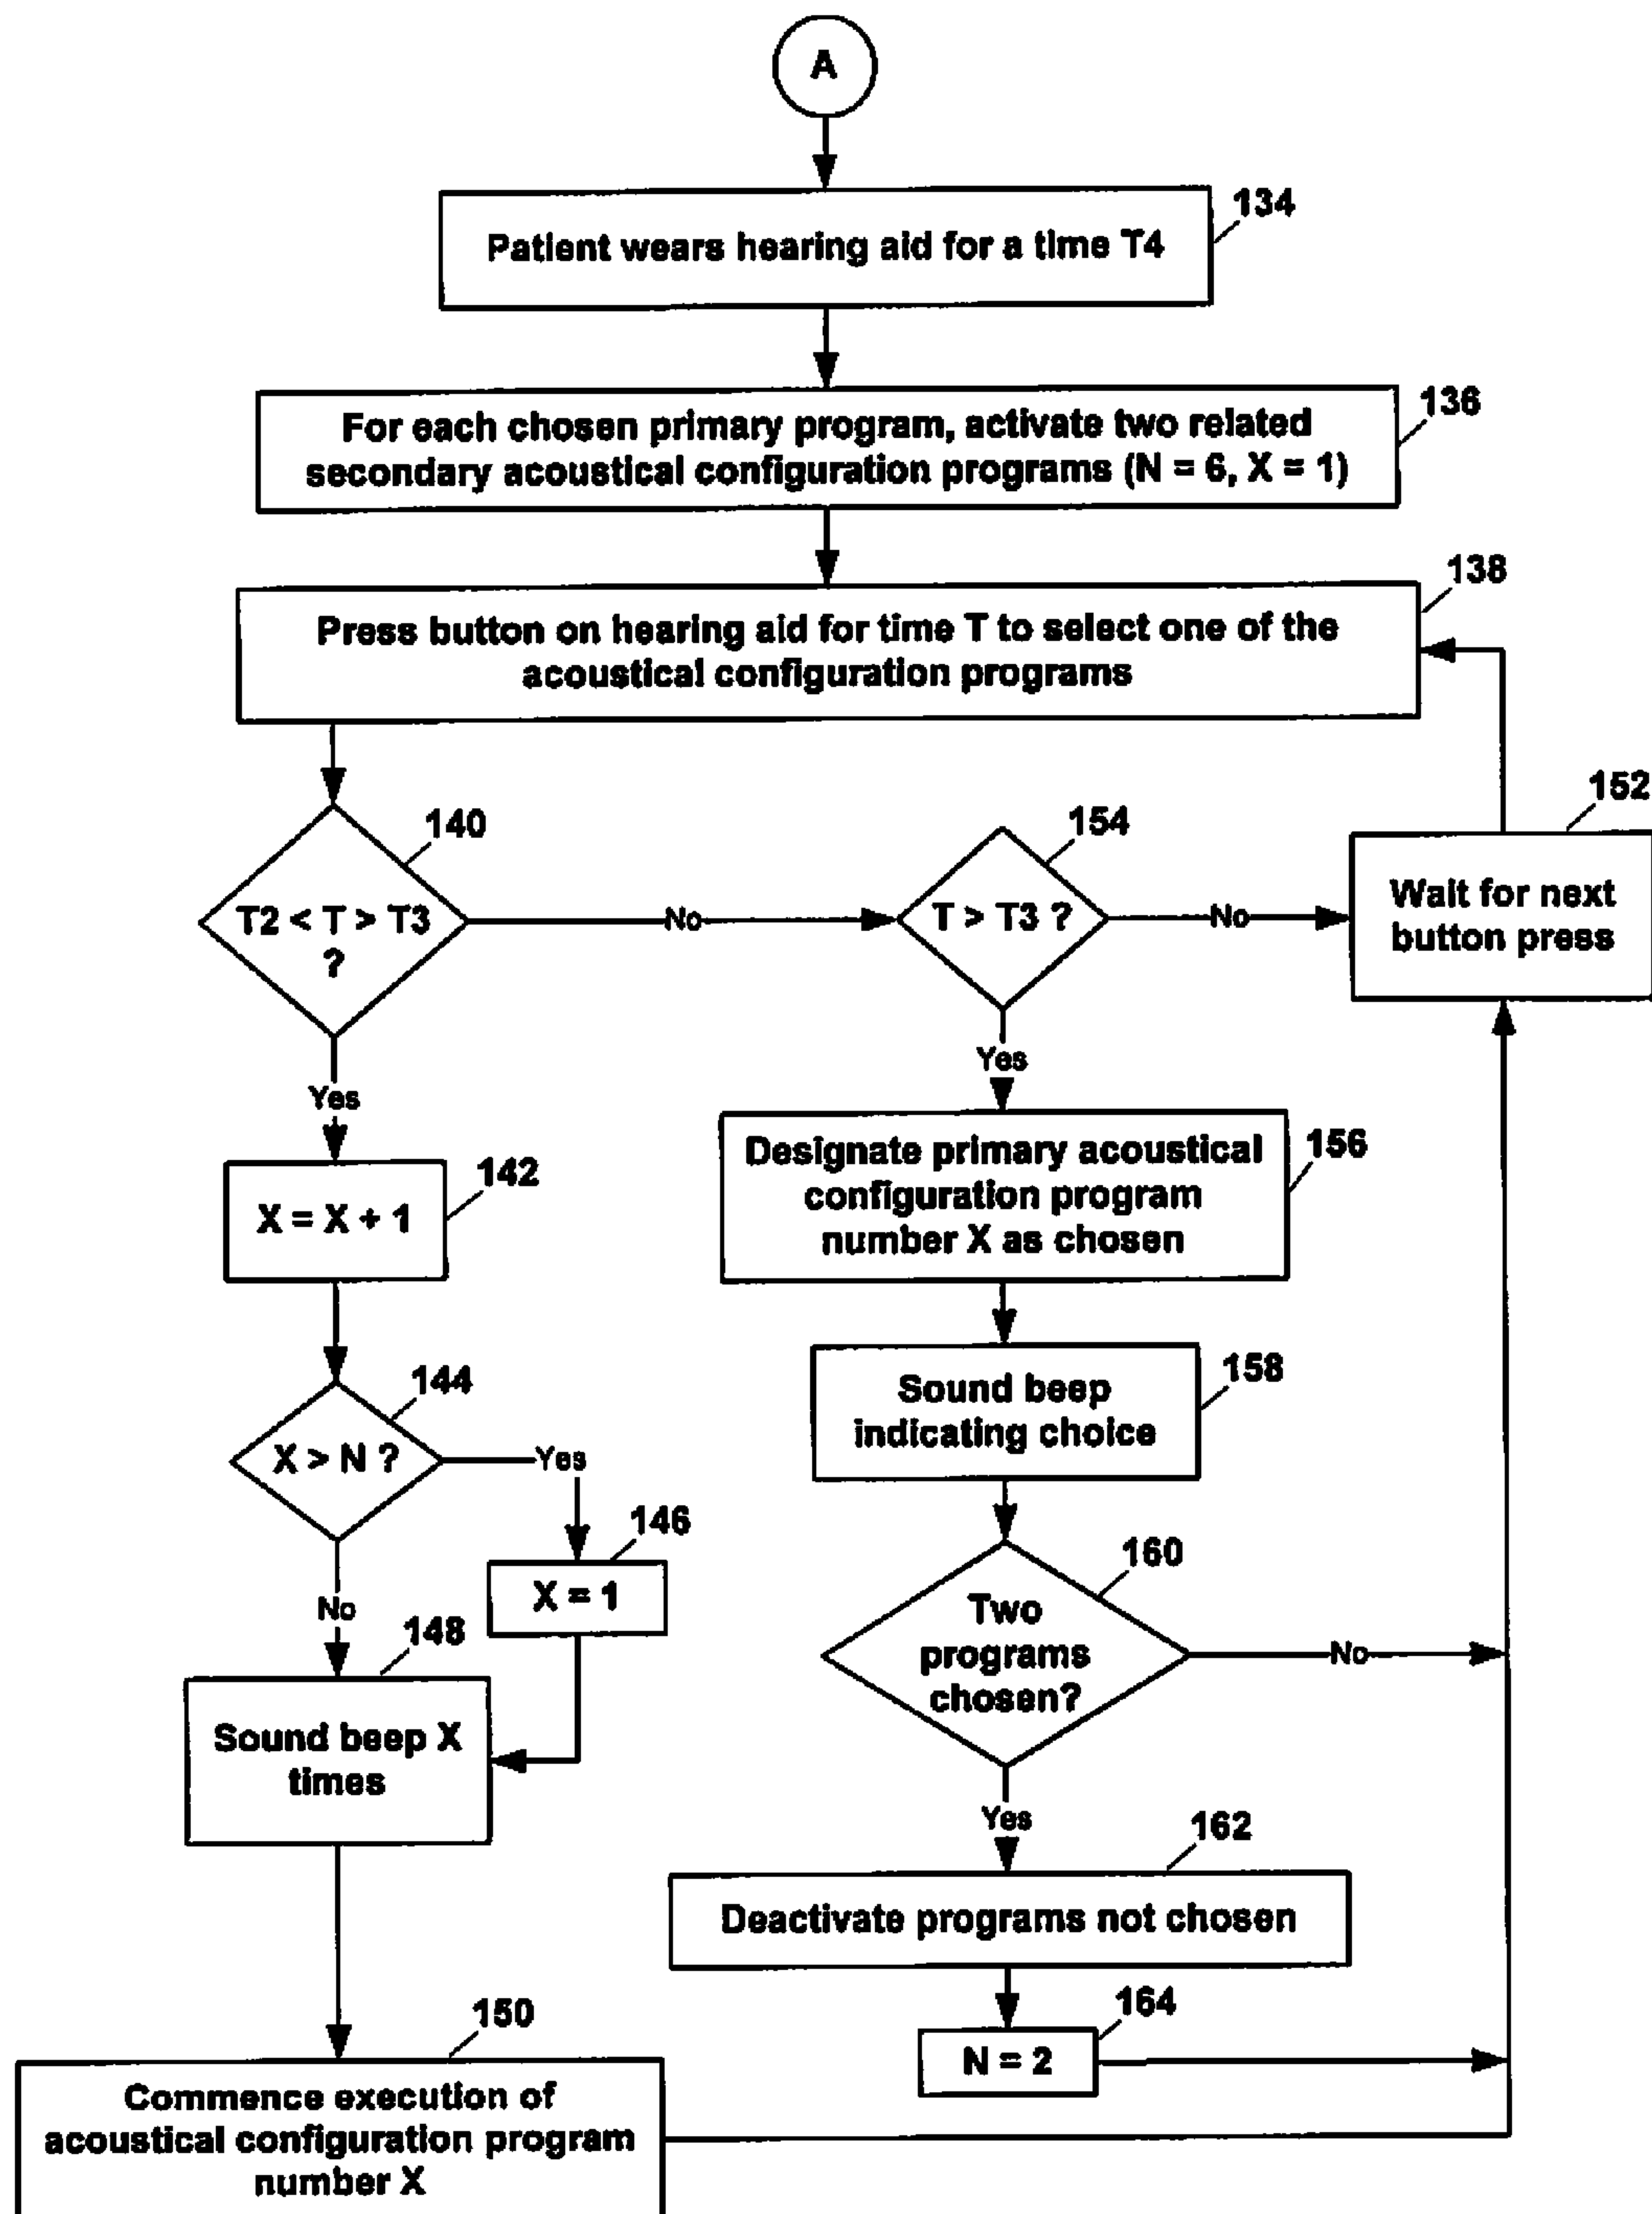 A
134
Patient wears hearing aid for a time T4
136
For each chosen primary program, activate two related
secondary acoustical configuration programs (N = 6, X = 1)
138
Press button on hearing aid for time T to select one of the
acoustical configuration programs
140
T2 < T > T3
?
No
154
T > T3 ?
No
152
Wait for next
button press
Yes
142
X = X + 1
144
X > N ?
Yes
146
X = 1
No
148
Sound beep X
times
150
Commence execution of
acoustical configuration program
number X
Yes
156
Designate primary acoustical
configuration program
number X as chosen
158
Sound beep
indicating choice
160
Two
programs
chosen?
No
Yes
162
Deactivate programs not chosen
164
N = 2